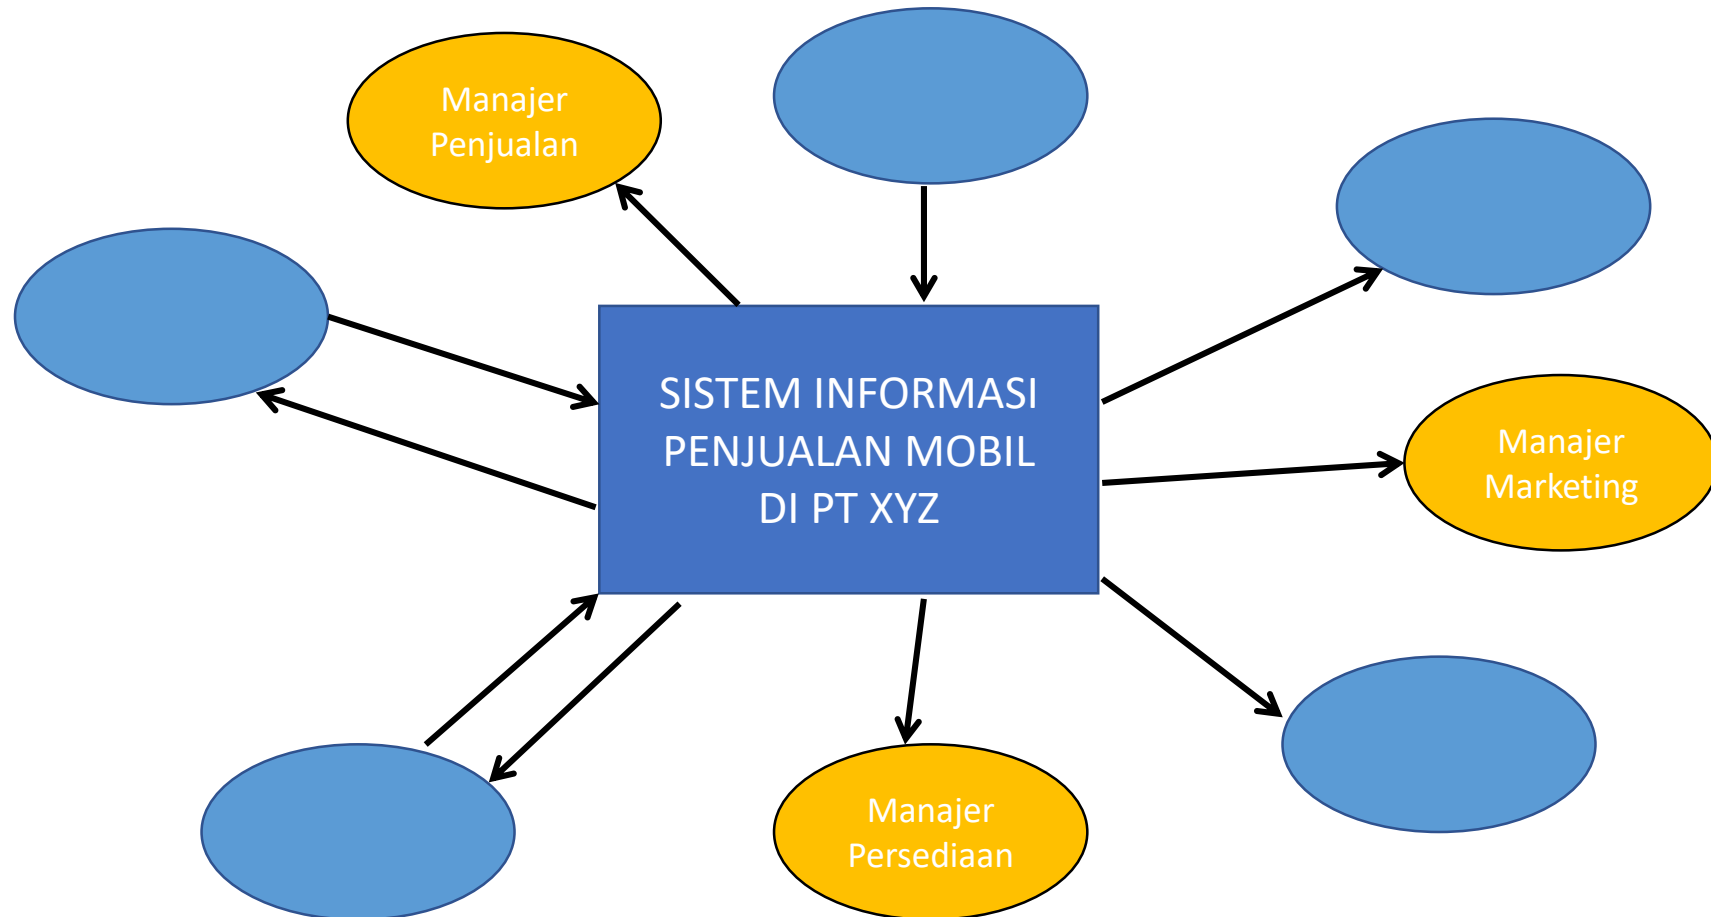 Manajer
Penjualan
SISTEM INFORMASI
PENJUALAN MOBIL
DI PT XYZ
Manajer
Marketing
Manajer
Persediaan